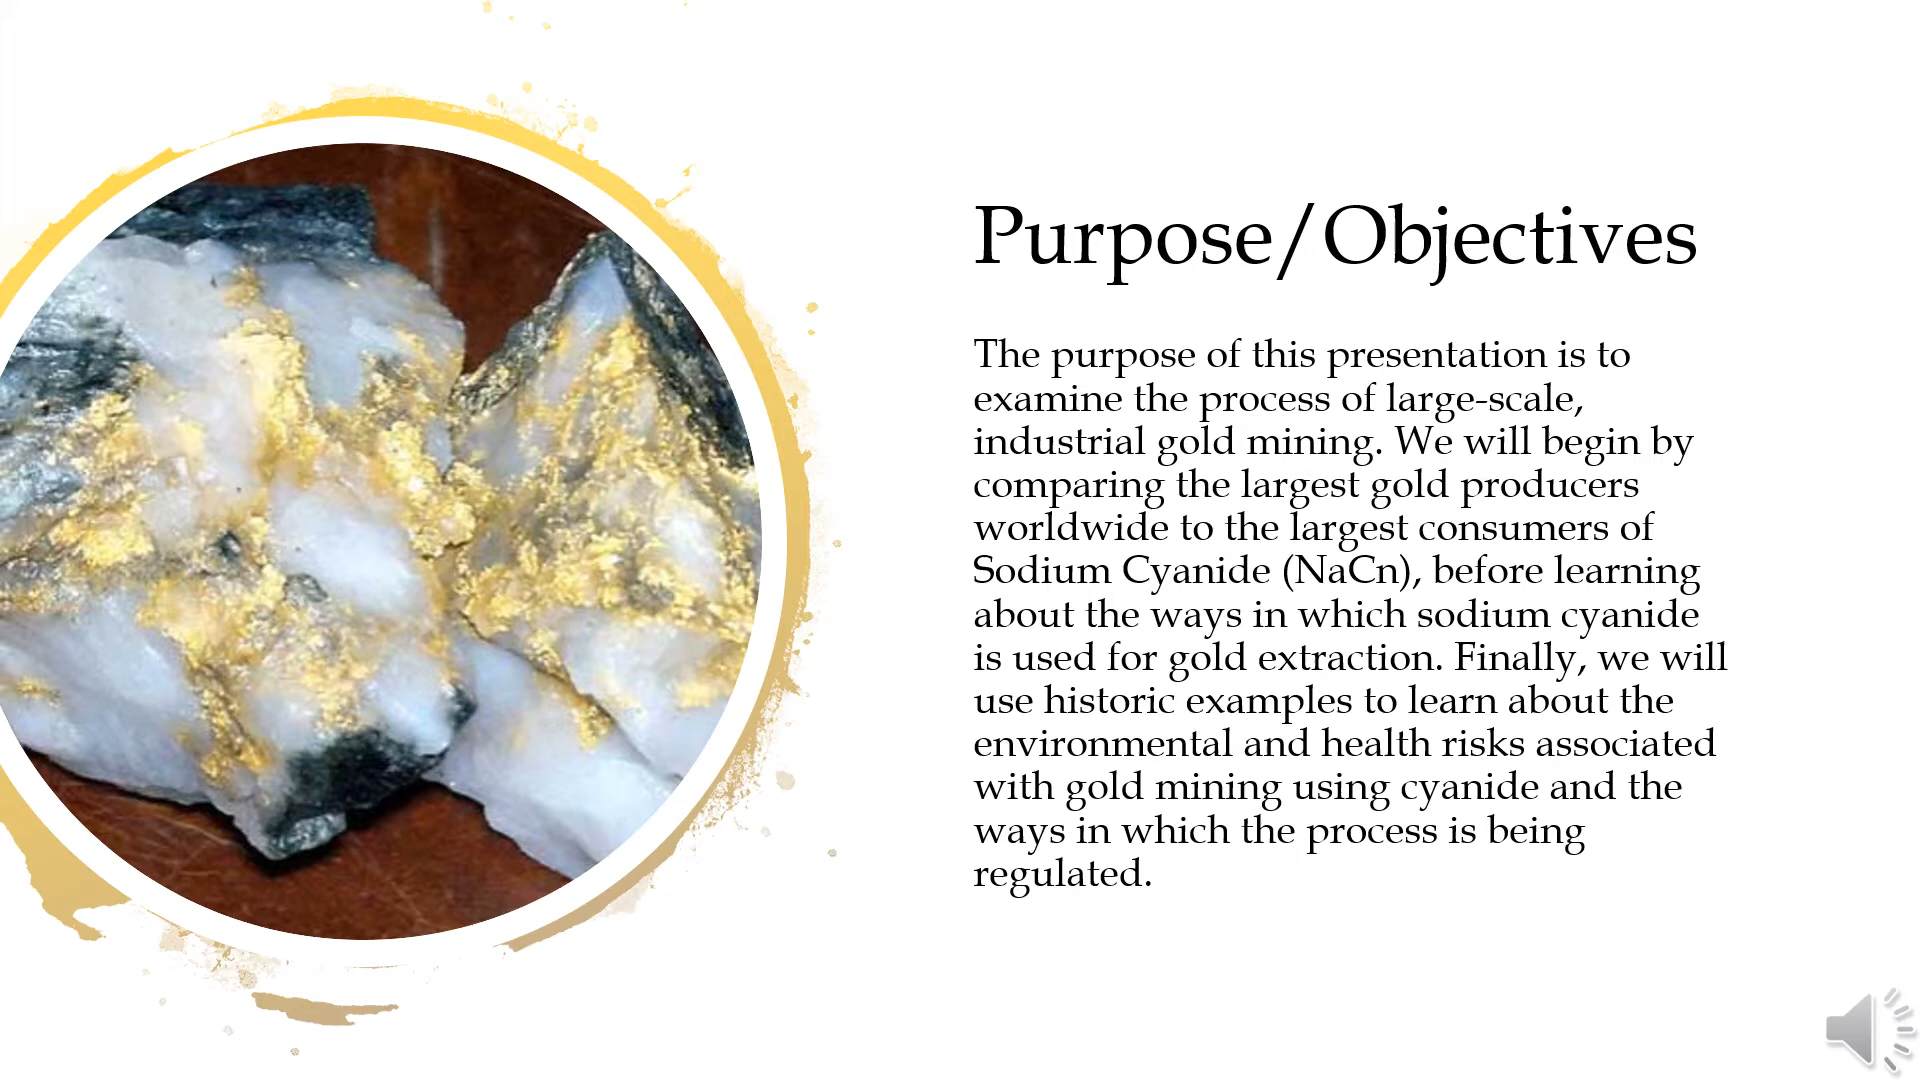 Purpose/Objectives
The purpose of this presentation is to
examine the process of large-scale,
industrial gold mining. We will begin by
comparing the largest gold producers
worldwide to the largest consumers of
Sodium Cyanide (NaCn), before learning
about the ways in which sodium cyanide
is used for gold extraction. Finally, we will
use historic examples to learn about the
environmental and health risks associated
with gold mining using cyanide and the
ways in which the process is being
regulated.